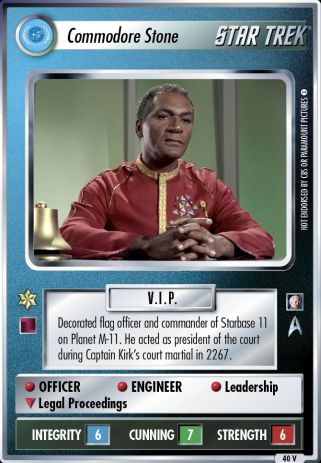 Commodore Stone
STAR TREK
NOT ENDORSED BY CBS OR PARAMOUNT PICTURES
V.I.P.
Decorated flag officer and commander of Starbase 11
on Planet M-11. He acted as president of the court
during Captain Kirk's court martial in 2267.
OFFICER ENGINEER Leadership
Legal Proceedings
INTEGRITY 6 CUNNING 7 STRENGTH 6
40 V